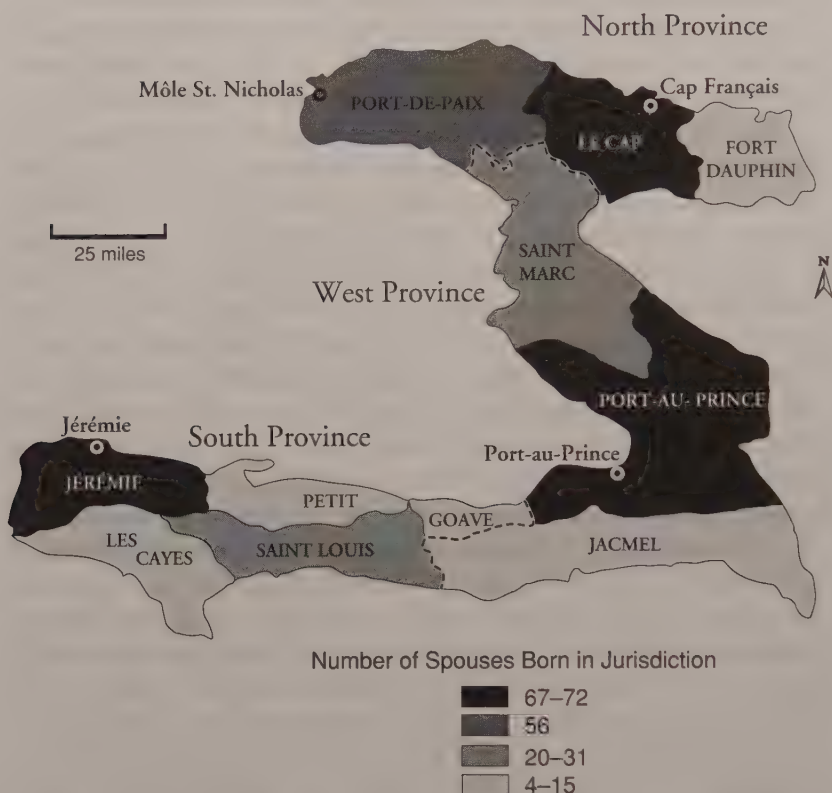 North Province
Môle St. Nicholas
Cap Français
PORT-DE-PAIX
LE CAP
FORT
DAUPHIN
25 miles
SAINT
MARC
N
West Province
PORT-AU-PRINCE
Jérémie
South Province
Port-au-Prince
JÉRÉMIE
PETIT
GOAVE
LES
CAYES
SAINT LOUIS
JACMEL
Number of Spouses Born in Jurisdiction
67–72
56
20–31
4–15